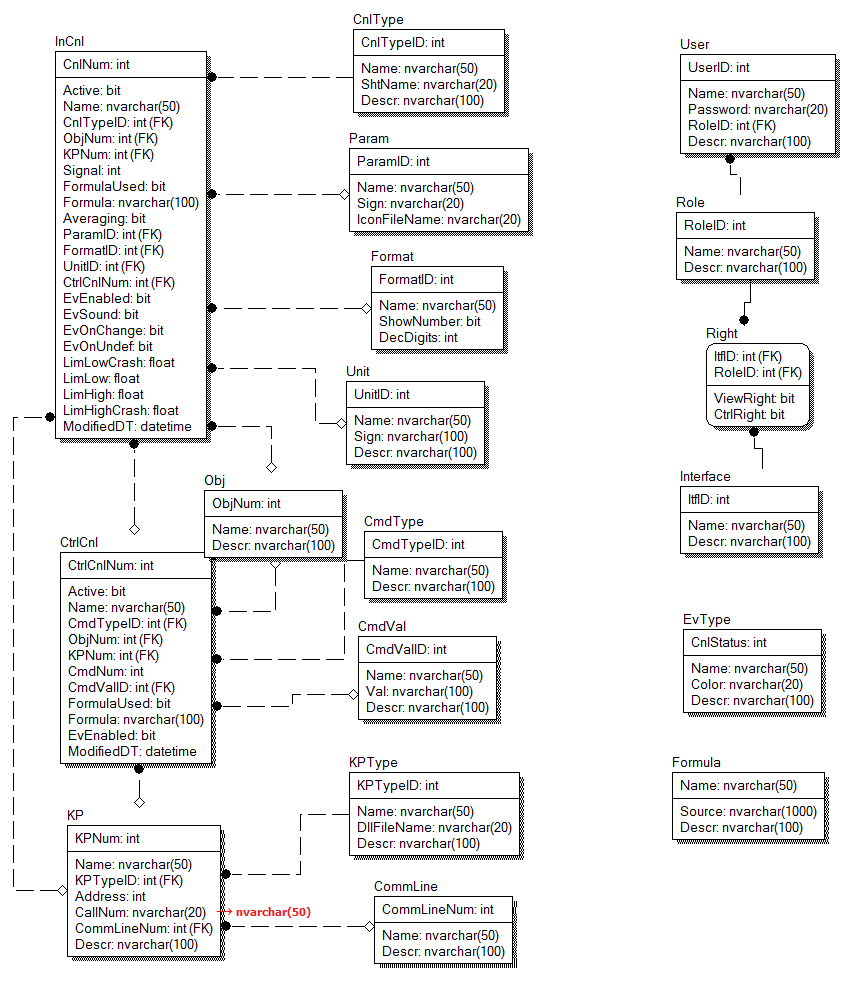 InCnl
CnlNum: int
Active: bit
Name: nvarchar(50)
CnlTypeID: int (FK)
ObjNum: int (FK)
KPNum: int (FK)
Signal: int
FormulaUsed: bit
Formula: nvarchar(100)
Averaging: bit
ParamID: int (FK)
FormatID: int (FK)
UnitID: int (FK)
CtrlCnlNum: int (FK)
EvEnabled: bit
EvSound: bit
EvOnChange: bit
EvOnUndef: bit
LimLowCrash: float
LimLow: float
LimHigh: float
LimHighCrash: float
ModifiedDT: datetime
CnlType
CnlTypeID: int
Name: nvarchar(50)
ShtName: nvarchar(20)
Descr: nvarchar(100)
Param
ParamID: int
Name: nvarchar(50)
Sign: nvarchar(20)
IconFileName: nvarchar(20)
Format
FormatID: int
Name: nvarchar(50)
ShowNumber: bit
DecDigits: int
Unit
UnitID: int
Name: nvarchar(50)
Sign: nvarchar(100)
Descr: nvarchar(100)
Obj
ObjNum: int
Name: nvarchar(50)
Descr: nvarchar(100)
CtrlCnl
CtrlCnlNum: int
Active: bit
Name: nvarchar(50)
CmdTypeID: int (FK)
ObjNum: int (FK)
KPNum: int (FK)
CmdNum: int
CmdValID: int (FK)
FormulaUsed: bit
Formula: nvarchar(100)
EvEnabled: bit
ModifiedDT: datetime
CmdType
CmdTypeID: int
Name: nvarchar(50)
Descr: nvarchar(100)
CmdVal
CmdValID: int
Name: nvarchar(50)
Val: nvarchar(100)
Descr: nvarchar(100)
KP
KPNum: int
Name: nvarchar(50)
KPTypeID: int (FK)
Address: int
CallNum: nvarchar(20) → nvarchar(50)
CommLineNum: int (FK)
Descr: nvarchar(100)
KPType
KPTypeID: int
Name: nvarchar(50)
DllFileName: nvarchar(20)
Descr: nvarchar(100)
CommLine
CommLineNum: int
Name: nvarchar(50)
Descr: nvarchar(100)
User
UserID: int
Name: nvarchar(50)
Password: nvarchar(20)
RoleID: int (FK)
Descr: nvarchar(100)
Role
RoleID: int
Name: nvarchar(50)
Descr: nvarchar(100)
Right
ItfID: int (FK)
RoleID: int (FK)
ViewRight: bit
CtrlRight: bit
Interface
ItfID: int
Name: nvarchar(50)
Descr: nvarchar(100)
EvType
CnlStatus: int
Name: nvarchar(50)
Color: nvarchar(20)
Descr: nvarchar(100)
Formula
Name: nvarchar(50)
Source: nvarchar(1000)
Descr: nvarchar(100)